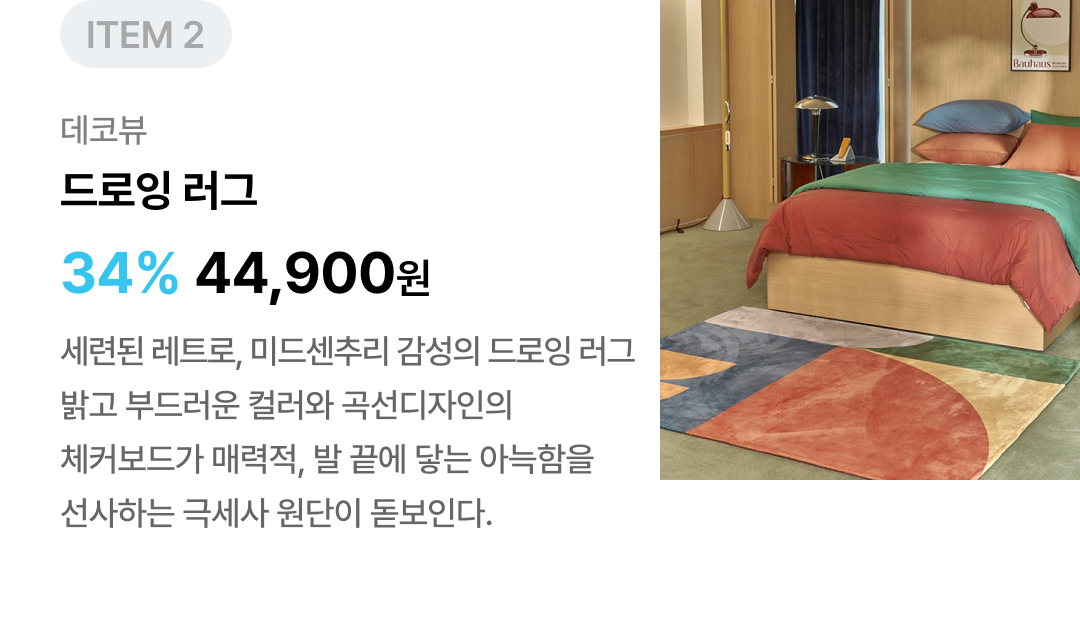 ITEM 2
데코뷰
드로잉 러그
34% 44,900원
세련된 레트로, 미드센추리 감성의 드로잉 러그
밝고 부드러운 컬러와 곡선디자인의
체커보드가 매력적, 발 끝에 닿는 아늑함을
선사하는 극세사 원단이 돋보인다.
Bauhaus